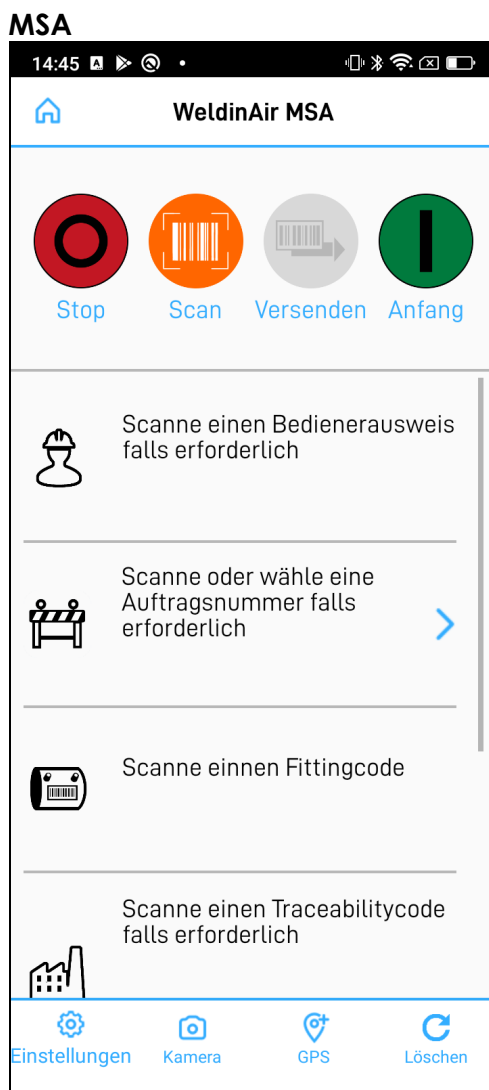 MSA
14:45
WeldinAir MSA
Stop Scan Versenden Anfang
Scanne einen Bedienerausweis
falls erforderlich
Scanne oder wähle eine
Auftragsnummer falls
erforderlich
Scanne einnen Fittingcode
Scanne einen Traceabilitycode
falls erforderlich
Einstellungen Kamera GPS Löschen